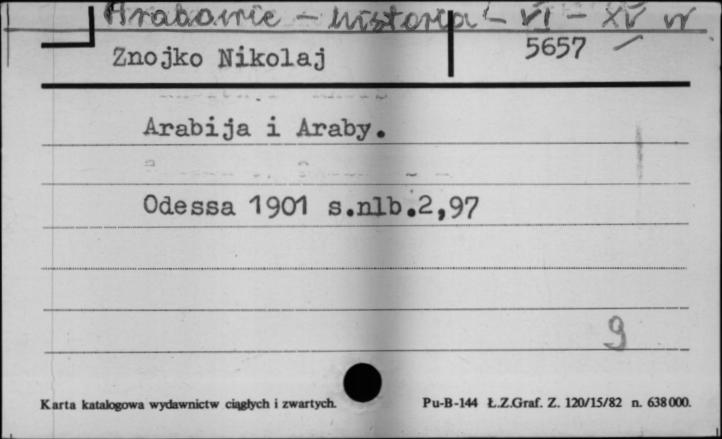 Arabowie - historia - VI - XV w
Znojko Nikolaj 5657
Arabija i Araby.
Odessa 1901 s.nlb.2,97
9
Karta katalogowa wydawnictw ciągłych i zwartych. Pu-B-144 Ł.Z.Graf. Z. 120/15/82 n. 638000.